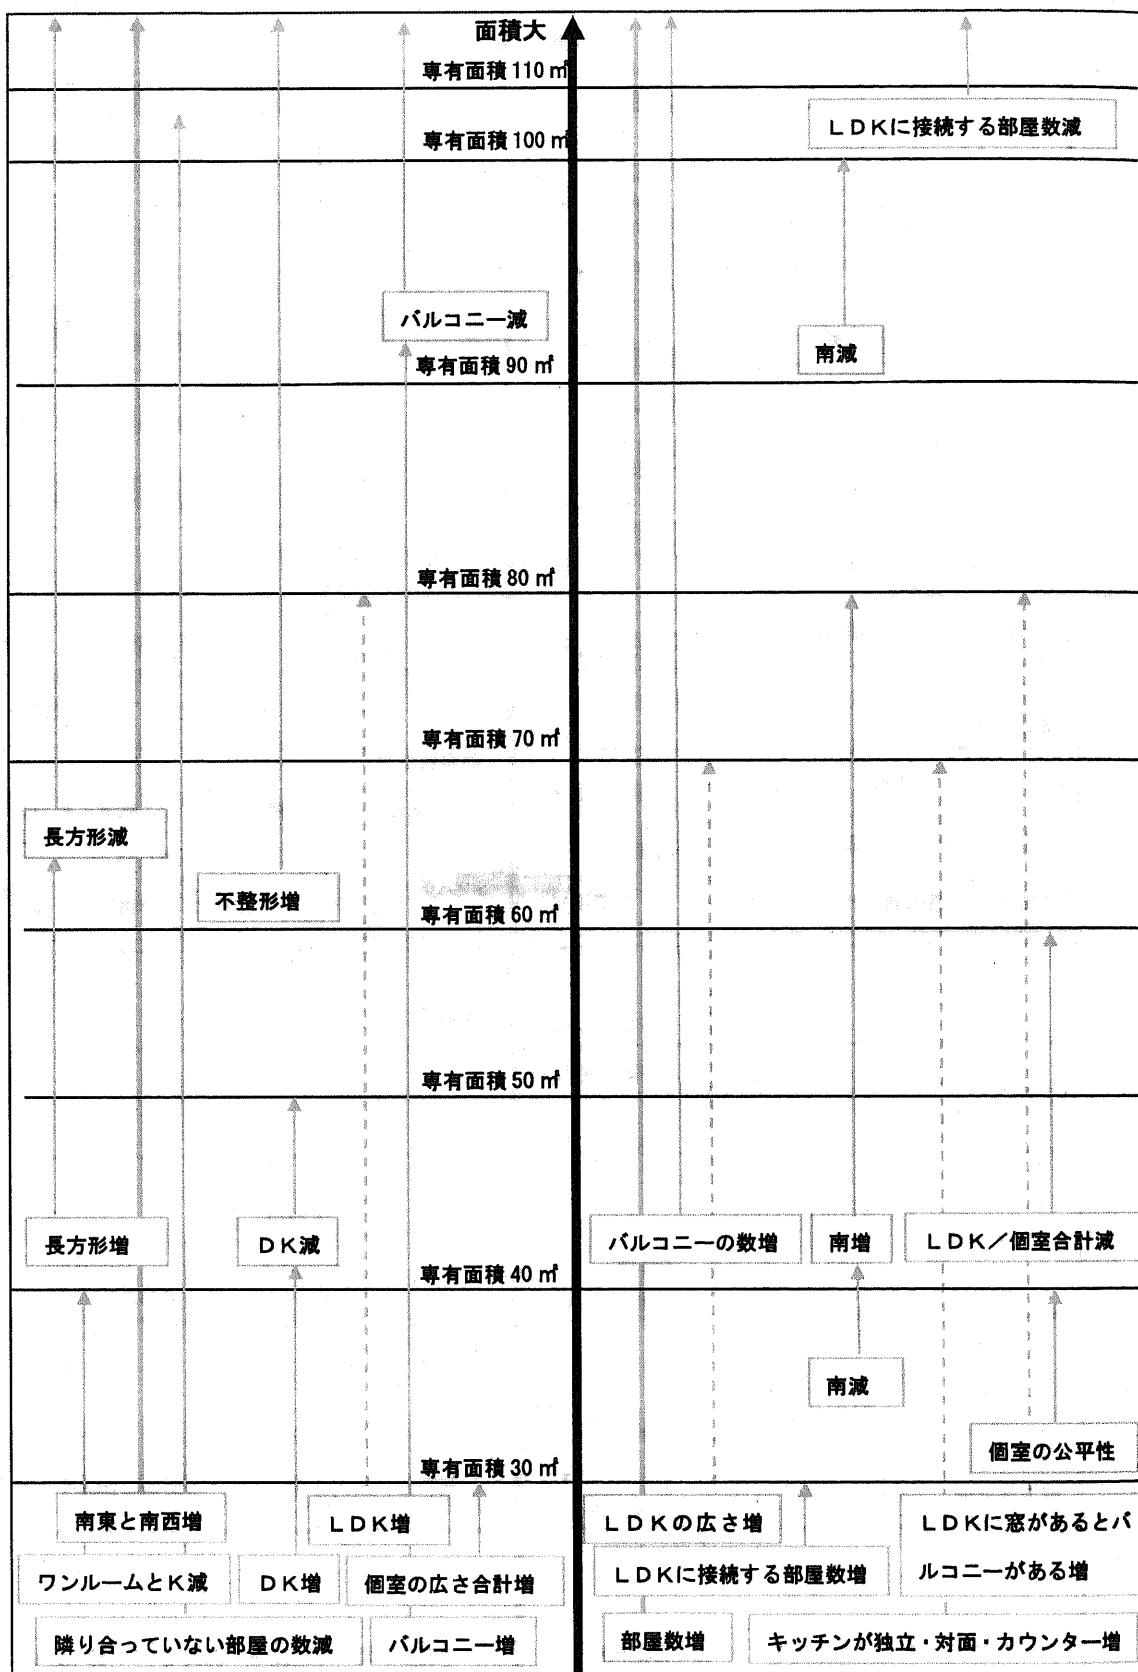 面積大
専有面積 110 ㎡
LDKに接続する部屋数減
専有面積 100 ㎡
バルコニー減
南減
専有面積 90 ㎡
専有面積 80 ㎡
専有面積 70 ㎡
長方形減
不整形増
専有面積 60 ㎡
専有面積 50 ㎡
長方形増
DK減
バルコニーの数増
南増
LDK/個室合計減
専有面積 40 ㎡
南減
個室の公平性
専有面積 30 ㎡
南東と南西増
LDK増
LDKの広さ増
LDKに窓があるとバ
ルコニーがある増
ワンルームとK減
DK増
個室の広さ合計増
LDKに接続する部屋数増
隣り合っていない部屋の数減
バルコニー増
部屋数増
キッチンが独立・対面・カウンター増